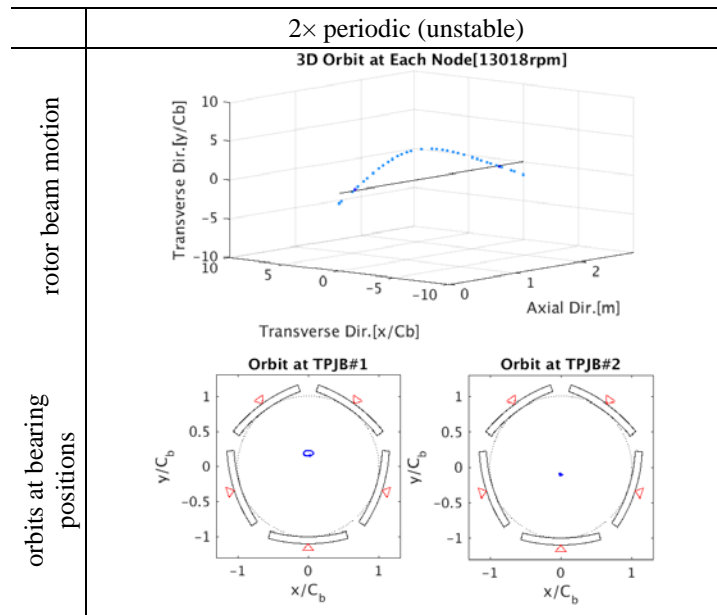 2× periodic (unstable)
rotor beam motion
3D Orbit at Each Node[13018rpm]
Transverse Dir.[y/Cb]
10
5
0
-5
-10
10
5
0
-5
-10
0
1
2
Transverse Dir.[x/Cb]
Axial Dir.[m]
orbits at bearing
positions
Orbit at TPJB#1
y/C_b
1
0.5
0
-0.5
-1
-1
0
1
x/C_b
Orbit at TPJB#2
y/C_b
1
0.5
0
-0.5
-1
-1
0
1
x/C_b